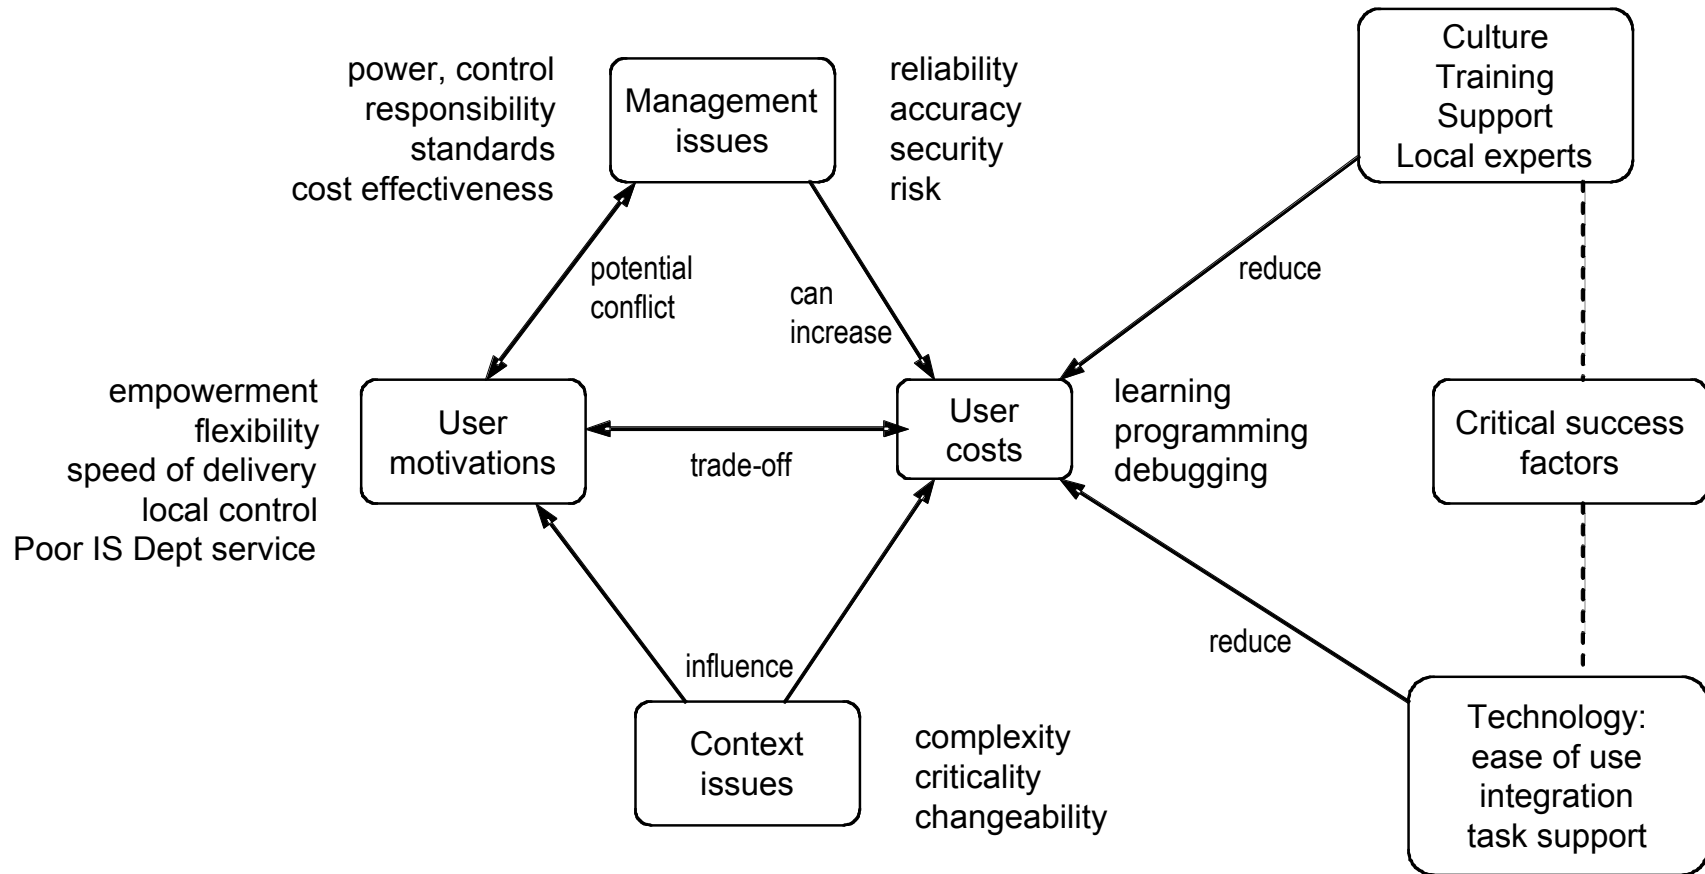 power, control
responsibility
standards
cost effectiveness
Management
issues
reliability
accuracy
security
risk
Culture
Training
Support
Local experts
potential
conflict
can
increase
reduce
empowerment
flexibility
speed of delivery
local control
Poor IS Dept service
User
motivations
trade-off
User
costs
learning
programming
debugging
Critical success
factors
influence
reduce
Context
issues
complexity
criticality
changeability
Technology:
ease of use
integration
task support